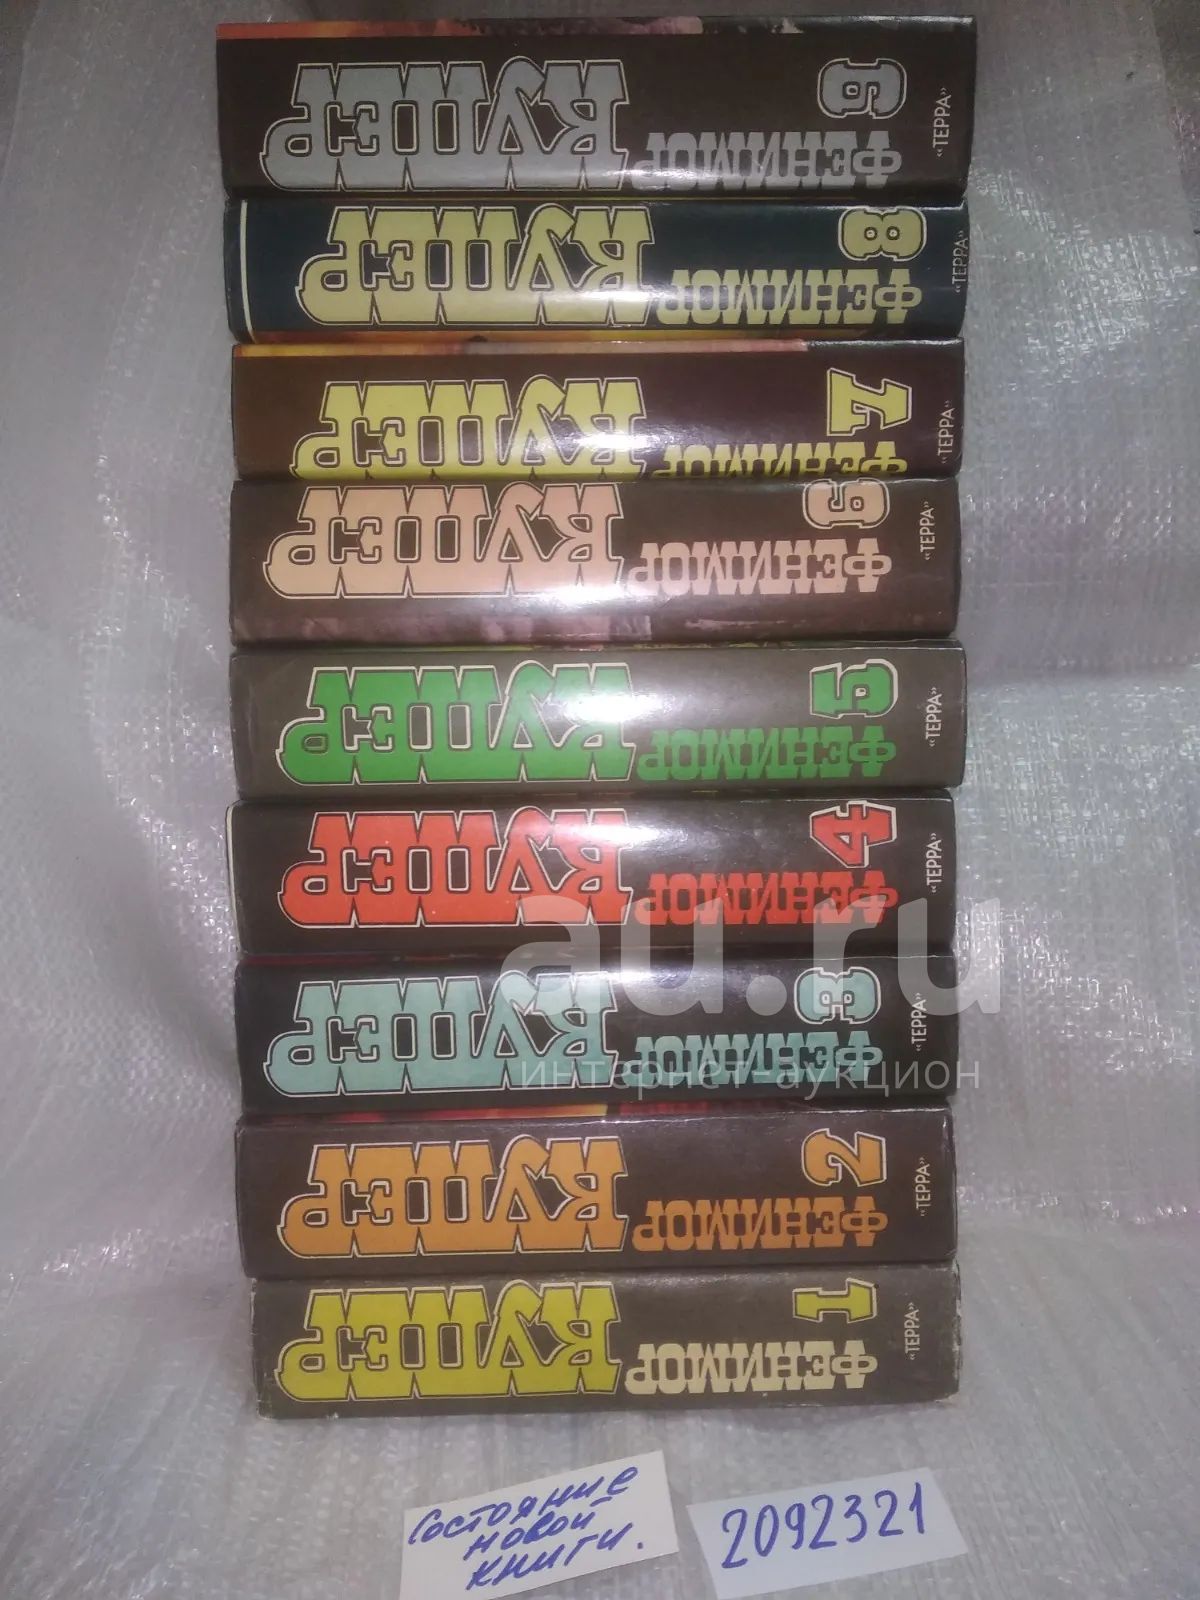 ФЕНИМОР КУПЕР
9
«ТЕРРА»
ФЕНИМОР КУПЕР
8
«ТЕРРА»
ФЕНИМОР КУПЕР
7
«ТЕРРА»
ФЕНИМОР КУПЕР
6
«ТЕРРА»
ФЕНИМОР КУПЕР
5
«ТЕРРА»
ФЕНИМОР КУПЕР
4
«ТЕРРА»
ФЕНИМОР КУПЕР
3
«ТЕРРА»
ФЕНИМОР КУПЕР
2
«ТЕРРА»
ФЕНИМОР КУПЕР
1
«ТЕРРА»
au.ru
интернет-аукцион
Состояние
новой
книги.
2092321